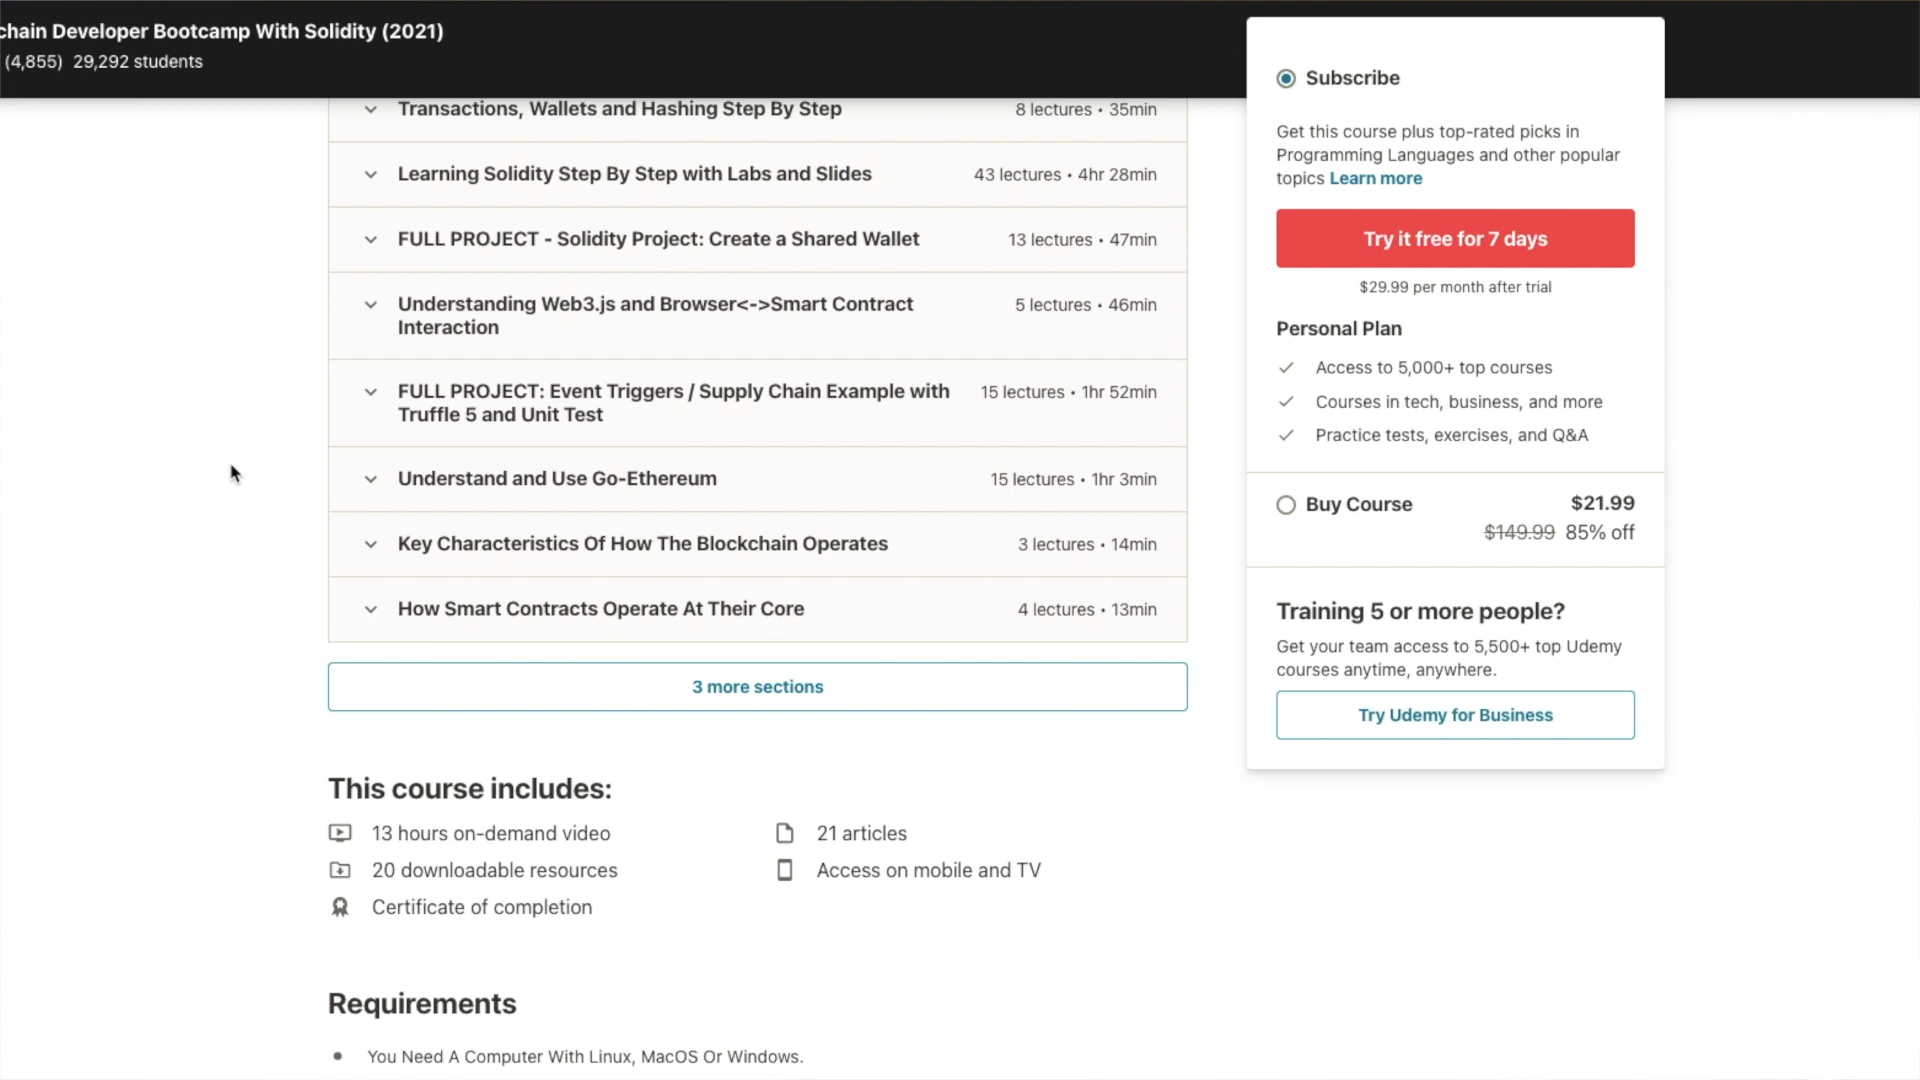 chain Developer Bootcamp With Solidity (2021)
(4,855) 29,292 students
Transactions, Wallets and Hashing Step By Step 8 lectures • 35min
Learning Solidity Step By Step with Labs and Slides 43 lectures • 4hr 28min
FULL PROJECT - Solidity Project: Create a Shared Wallet 13 lectures • 47min
Understanding Web3.js and Browser<->Smart Contract 5 lectures • 46min
Interaction
FULL PROJECT: Event Triggers / Supply Chain Example with 15 lectures • 1hr 52min
Truffle 5 and Unit Test
Understand and Use Go-Ethereum 15 lectures • 1hr 3min
Key Characteristics Of How The Blockchain Operates 3 lectures • 14min
How Smart Contracts Operate At Their Core 4 lectures • 13min
3 more sections
This course includes:
13 hours on-demand video
21 articles
20 downloadable resources
Access on mobile and TV
Certificate of completion
Requirements
You Need A Computer With Linux, MacOS Or Windows.
Subscribe
Get this course plus top-rated picks in
Programming Languages and other popular
topics Learn more
Try it free for 7 days
$29.99 per month after trial
Personal Plan
Access to 5,000+ top courses
Courses in tech, business, and more
Practice tests, exercises, and Q&A
Buy Course $21.99
$149.99 85% off
Training 5 or more people?
Get your team access to 5,500+ top Udemy
courses anytime, anywhere.
Try Udemy for Business